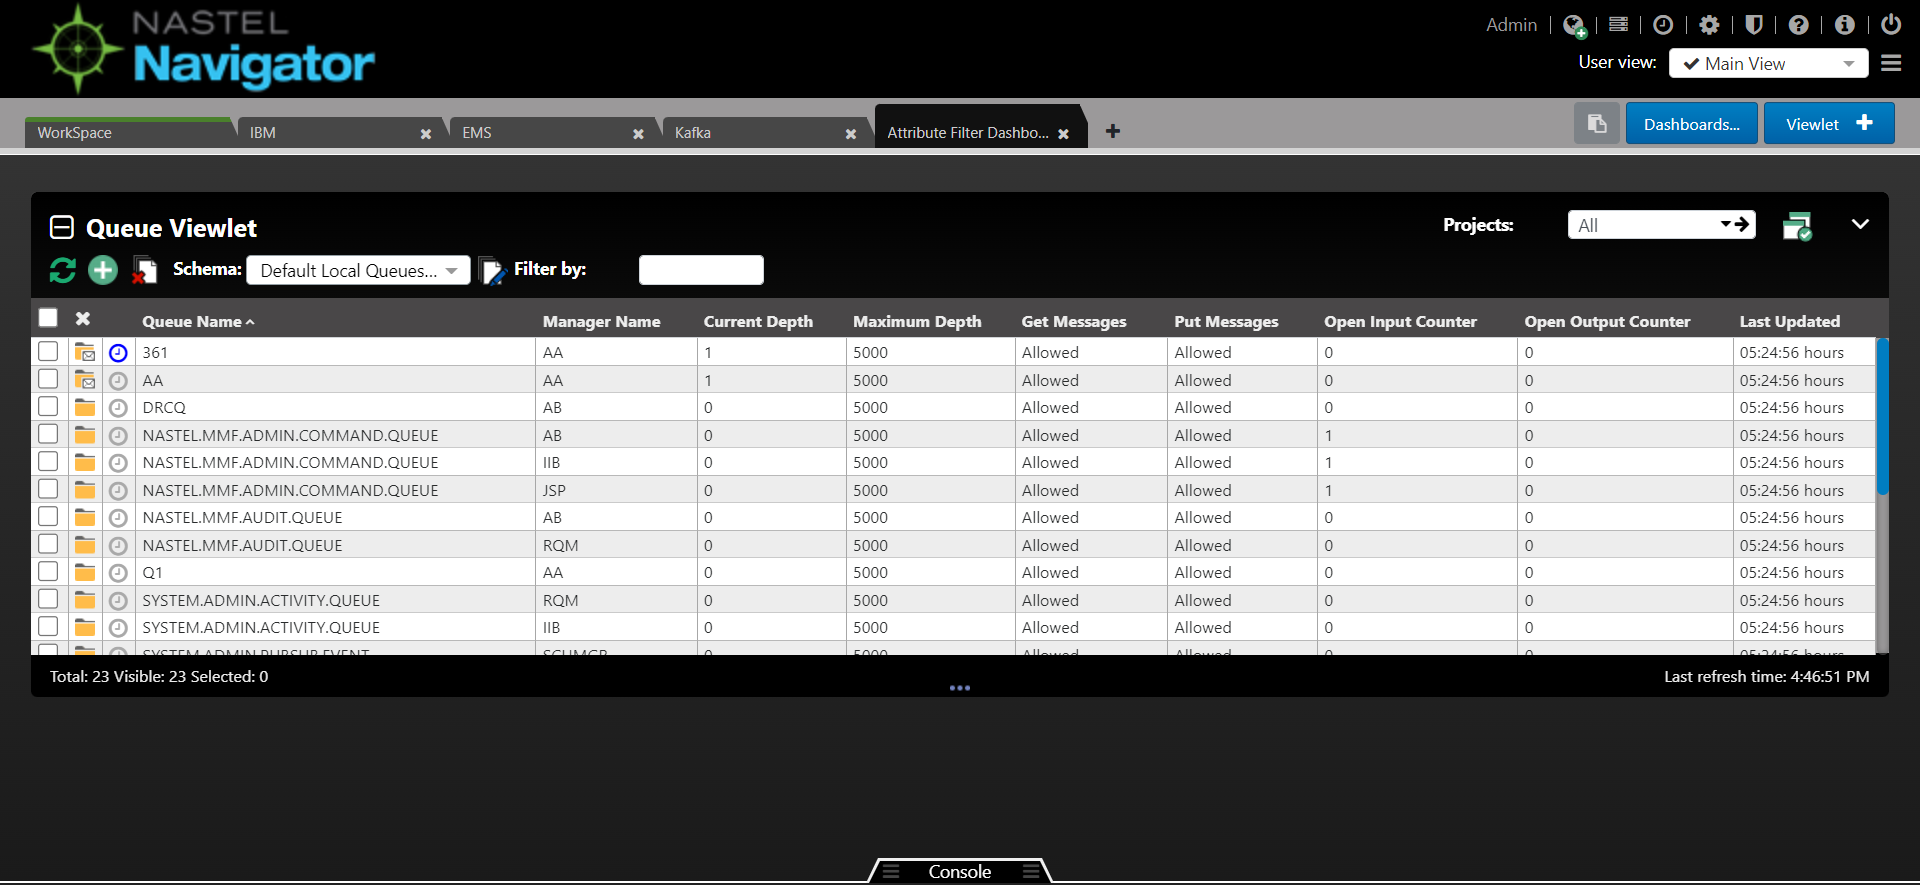 NASTEL
Navigator
Admin
User view: Main View
WorkSpace IBM EMS Kafka Attribute Filter Dashbo...
Dashboards... Viewlet
Queue Viewlet
Projects: All
Schema: Default Local Queues... Filter by:
Queue Name Manager Name Current Depth Maximum Depth Get Messages Put Messages Open Input Counter Open Output Counter Last Updated
361 AA 1 5000 Allowed Allowed 0 0 05:24:56 hours
AA AA 1 5000 Allowed Allowed 0 0 05:24:56 hours
DRCQ AB 0 5000 Allowed Allowed 0 0 05:24:56 hours
NASTEL.MMF.ADMIN.COMMAND.QUEUE AB 0 5000 Allowed Allowed 1 0 05:24:56 hours
NASTEL.MMF.ADMIN.COMMAND.QUEUE IIB 0 5000 Allowed Allowed 1 0 05:24:56 hours
NASTEL.MMF.ADMIN.COMMAND.QUEUE JSP 0 5000 Allowed Allowed 1 0 05:24:56 hours
NASTEL.MMF.AUDIT.QUEUE AB 0 5000 Allowed Allowed 0 0 05:24:56 hours
NASTEL.MMF.AUDIT.QUEUE RQM 0 5000 Allowed Allowed 0 0 05:24:56 hours
Q1 AA 0 5000 Allowed Allowed 0 0 05:24:56 hours
SYSTEM.ADMIN.ACTIVITY.QUEUE RQM 0 5000 Allowed Allowed 0 0 05:24:56 hours
SYSTEM.ADMIN.ACTIVITY.QUEUE IIB 0 5000 Allowed Allowed 0 0 05:24:56 hours
SYSTEM.ADMIN.PUBSUB.EVENT 0 5000 Allowed Allowed 0 0 05:24:56 hours
Total: 23 Visible: 23 Selected: 0
Last refresh time: 4:46:51 PM
Console